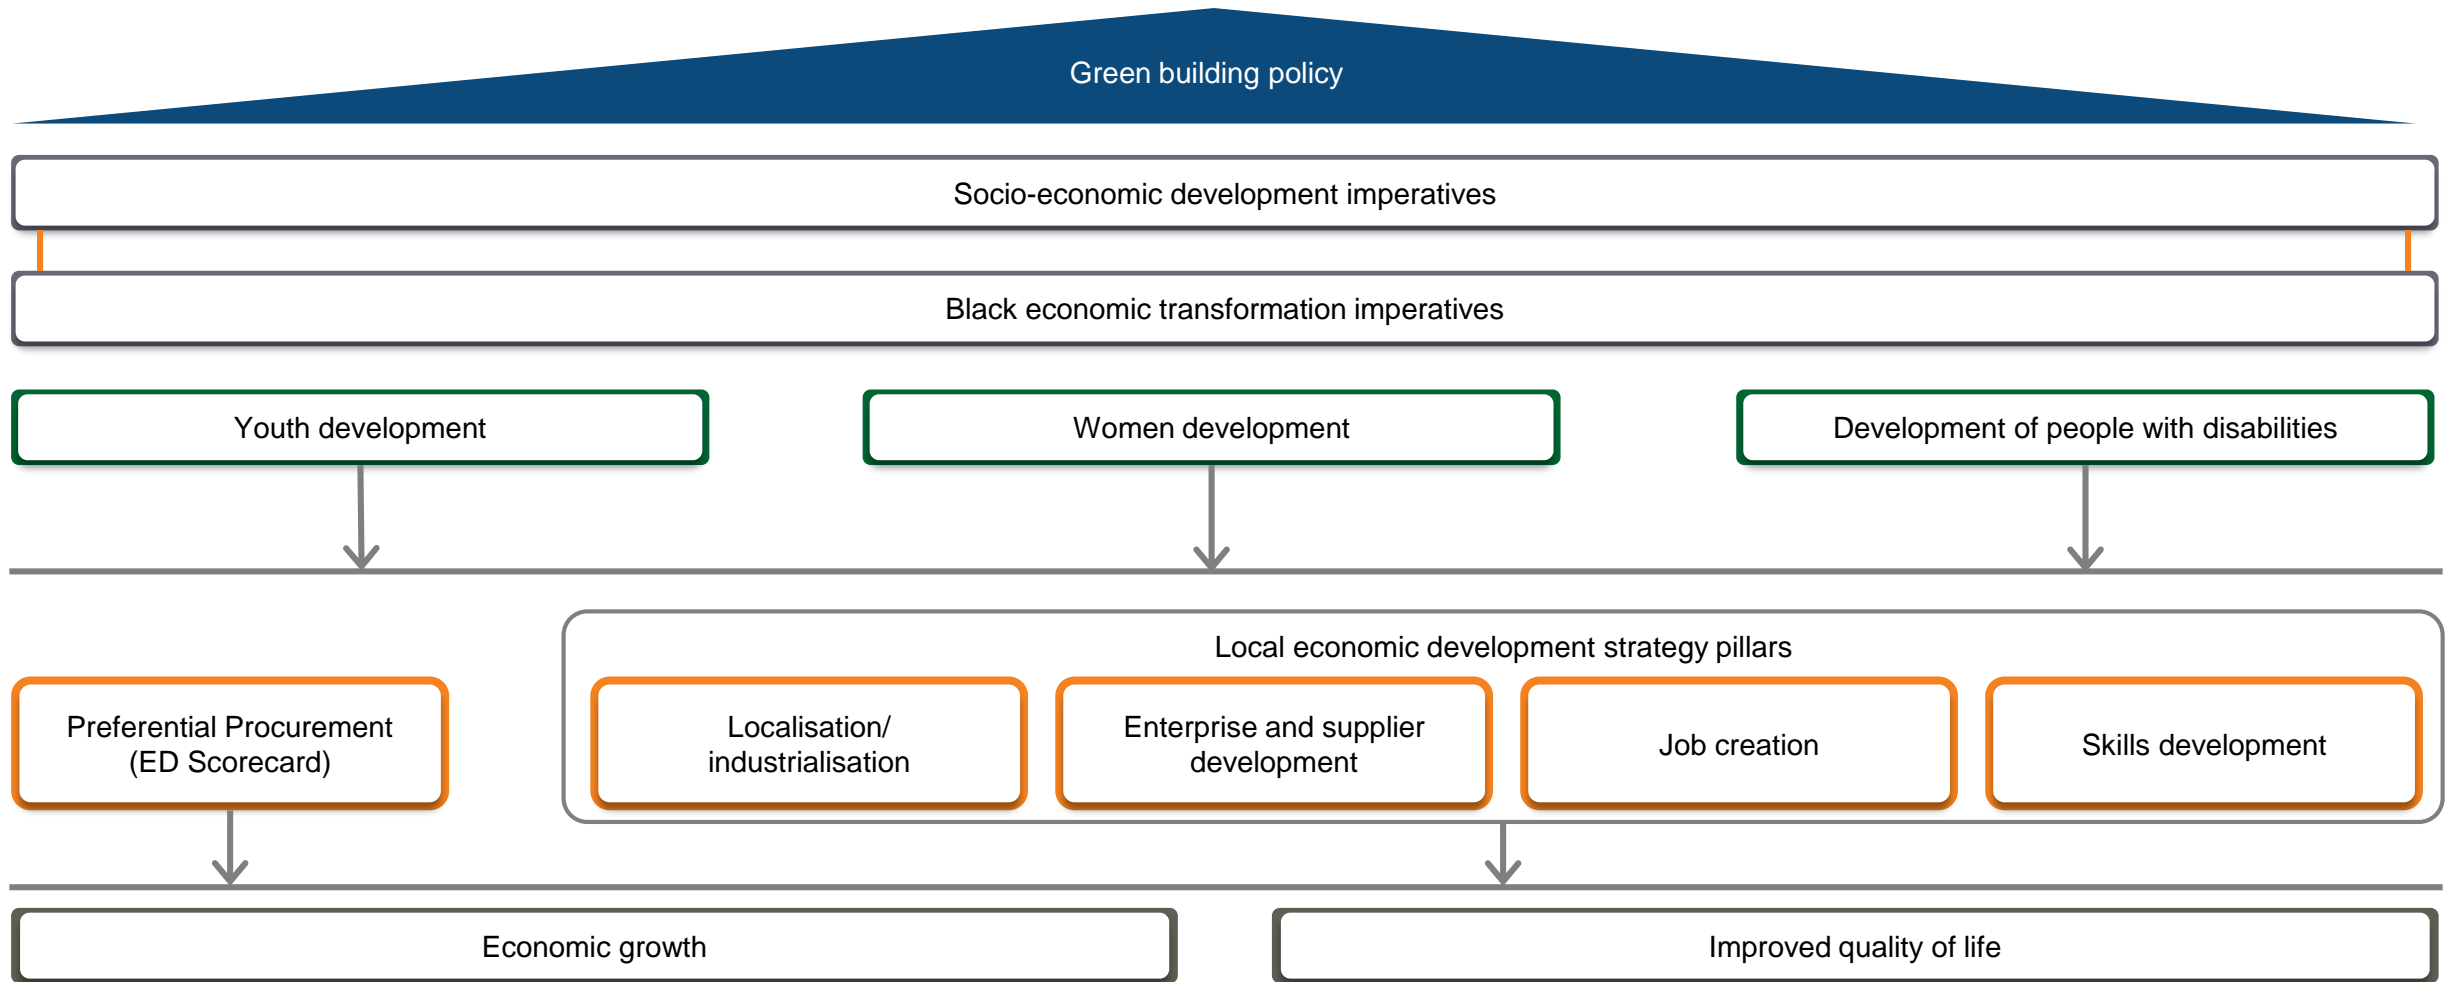 Green building policy
Socio-economic development imperatives
Black economic transformation imperatives
Youth development
Women development
Development of people with disabilities
Local economic development strategy pillars
Preferential Procurement
(ED Scorecard)
Localisation/
industrialisation
Enterprise and supplier
development
Job creation
Skills development
Economic growth
Improved quality of life